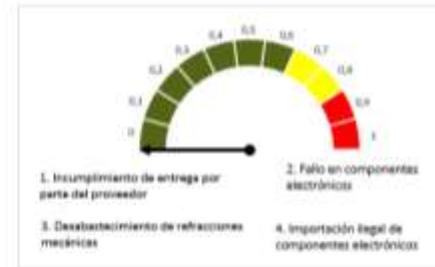 0
0,1
0,2
0,3
0,4
0,5
0,6
0,7
0,8
0,9
1
1. Incumplimiento de entrega por
parte del proveedor
2. Fallo en componentes
electrónicos
3. Desabastecimiento de refracciones
mecánicas
4. Importación ilegal de
componentes electrónicos